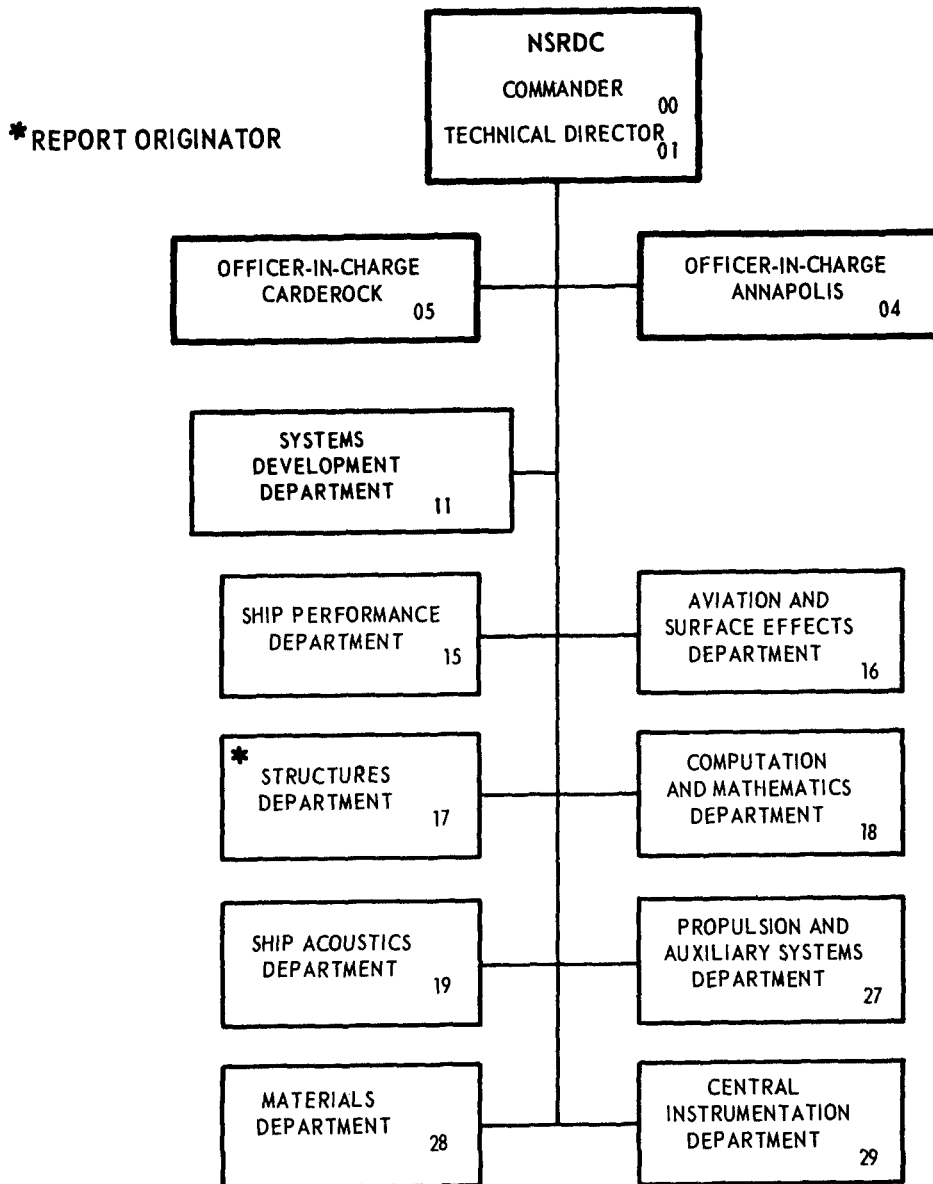 NSRDC
COMMANDER
00
TECHNICAL DIRECTOR
01
*REPORT ORIGINATOR
OFFICER-IN-CHARGE
CARDEROCK
05
OFFICER-IN-CHARGE
ANNAPOLIS
04
SYSTEMS
DEVELOPMENT
DEPARTMENT
11
SHIP PERFORMANCE
DEPARTMENT
15
AVIATION AND
SURFACE EFFECTS
DEPARTMENT
16
*
STRUCTURES
DEPARTMENT
17
COMPUTATION
AND MATHEMATICS
DEPARTMENT
18
SHIP ACOUSTICS
DEPARTMENT
19
PROPULSION AND
AUXILIARY SYSTEMS
DEPARTMENT
27
MATERIALS
DEPARTMENT
28
CENTRAL
INSTRUMENTATION
DEPARTMENT
29